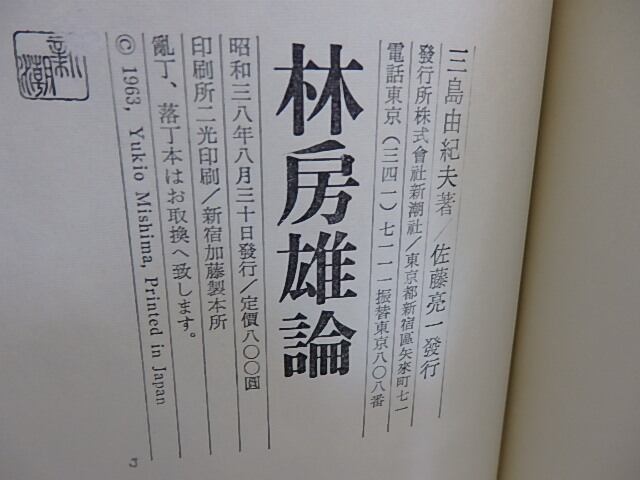 三島由紀夫著／佐藤亮一發行
發行所株式會社新潮社／東京都新宿區矢來町七一
電話東京（三四一）七一一一振替東京八〇八番
林房雄論
昭和三八年八月三十日發行／定價八〇〇圓
印刷所二光印刷／新宿加藤製本所
亂丁、落丁本はお取換へ致します。
© 1963, Yukio Mishima, Printed in Japan
新潮
3